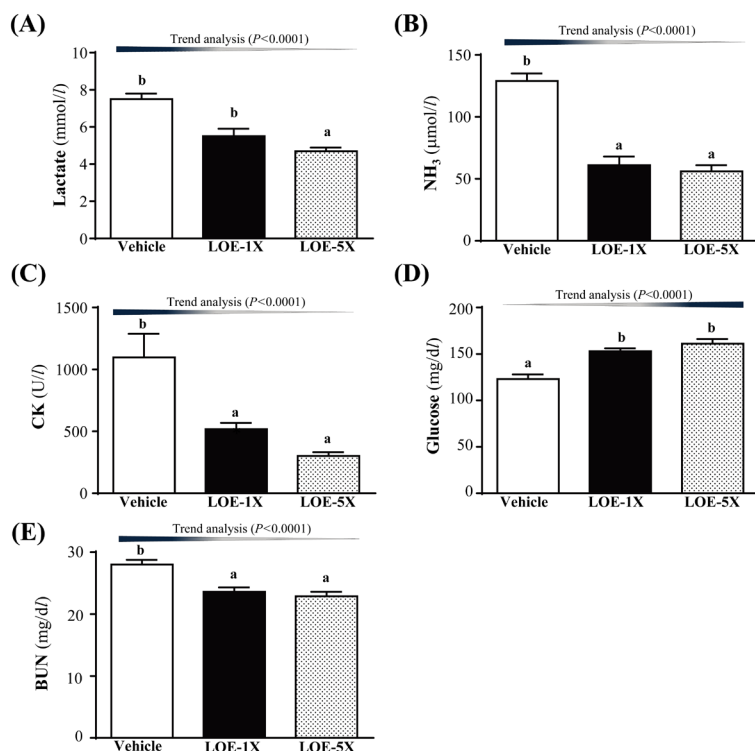 (A)
Trend analysis (P<0.0001)
10
8
6
4
2
0
Lactate (mmol/l)
b
b
a
Vehicle LOE-1X LOE-5X
(B)
Trend analysis (P<0.0001)
150
100
50
0
NH3 (µmol/l)
b
a
a
Vehicle LOE-1X LOE-5X
(C)
Trend analysis (P<0.0001)
1500
1000
500
0
CK (U/l)
b
a
a
Vehicle LOE-1X LOE-5X
(D)
Trend analysis (P<0.0001)
200
150
100
50
0
Glucose (mg/dl)
a
b
b
Vehicle LOE-1X LOE-5X
(E)
Trend analysis (P<0.0001)
30
20
10
0
BUN (mg/dl)
b
a
a
Vehicle LOE-1X LOE-5X